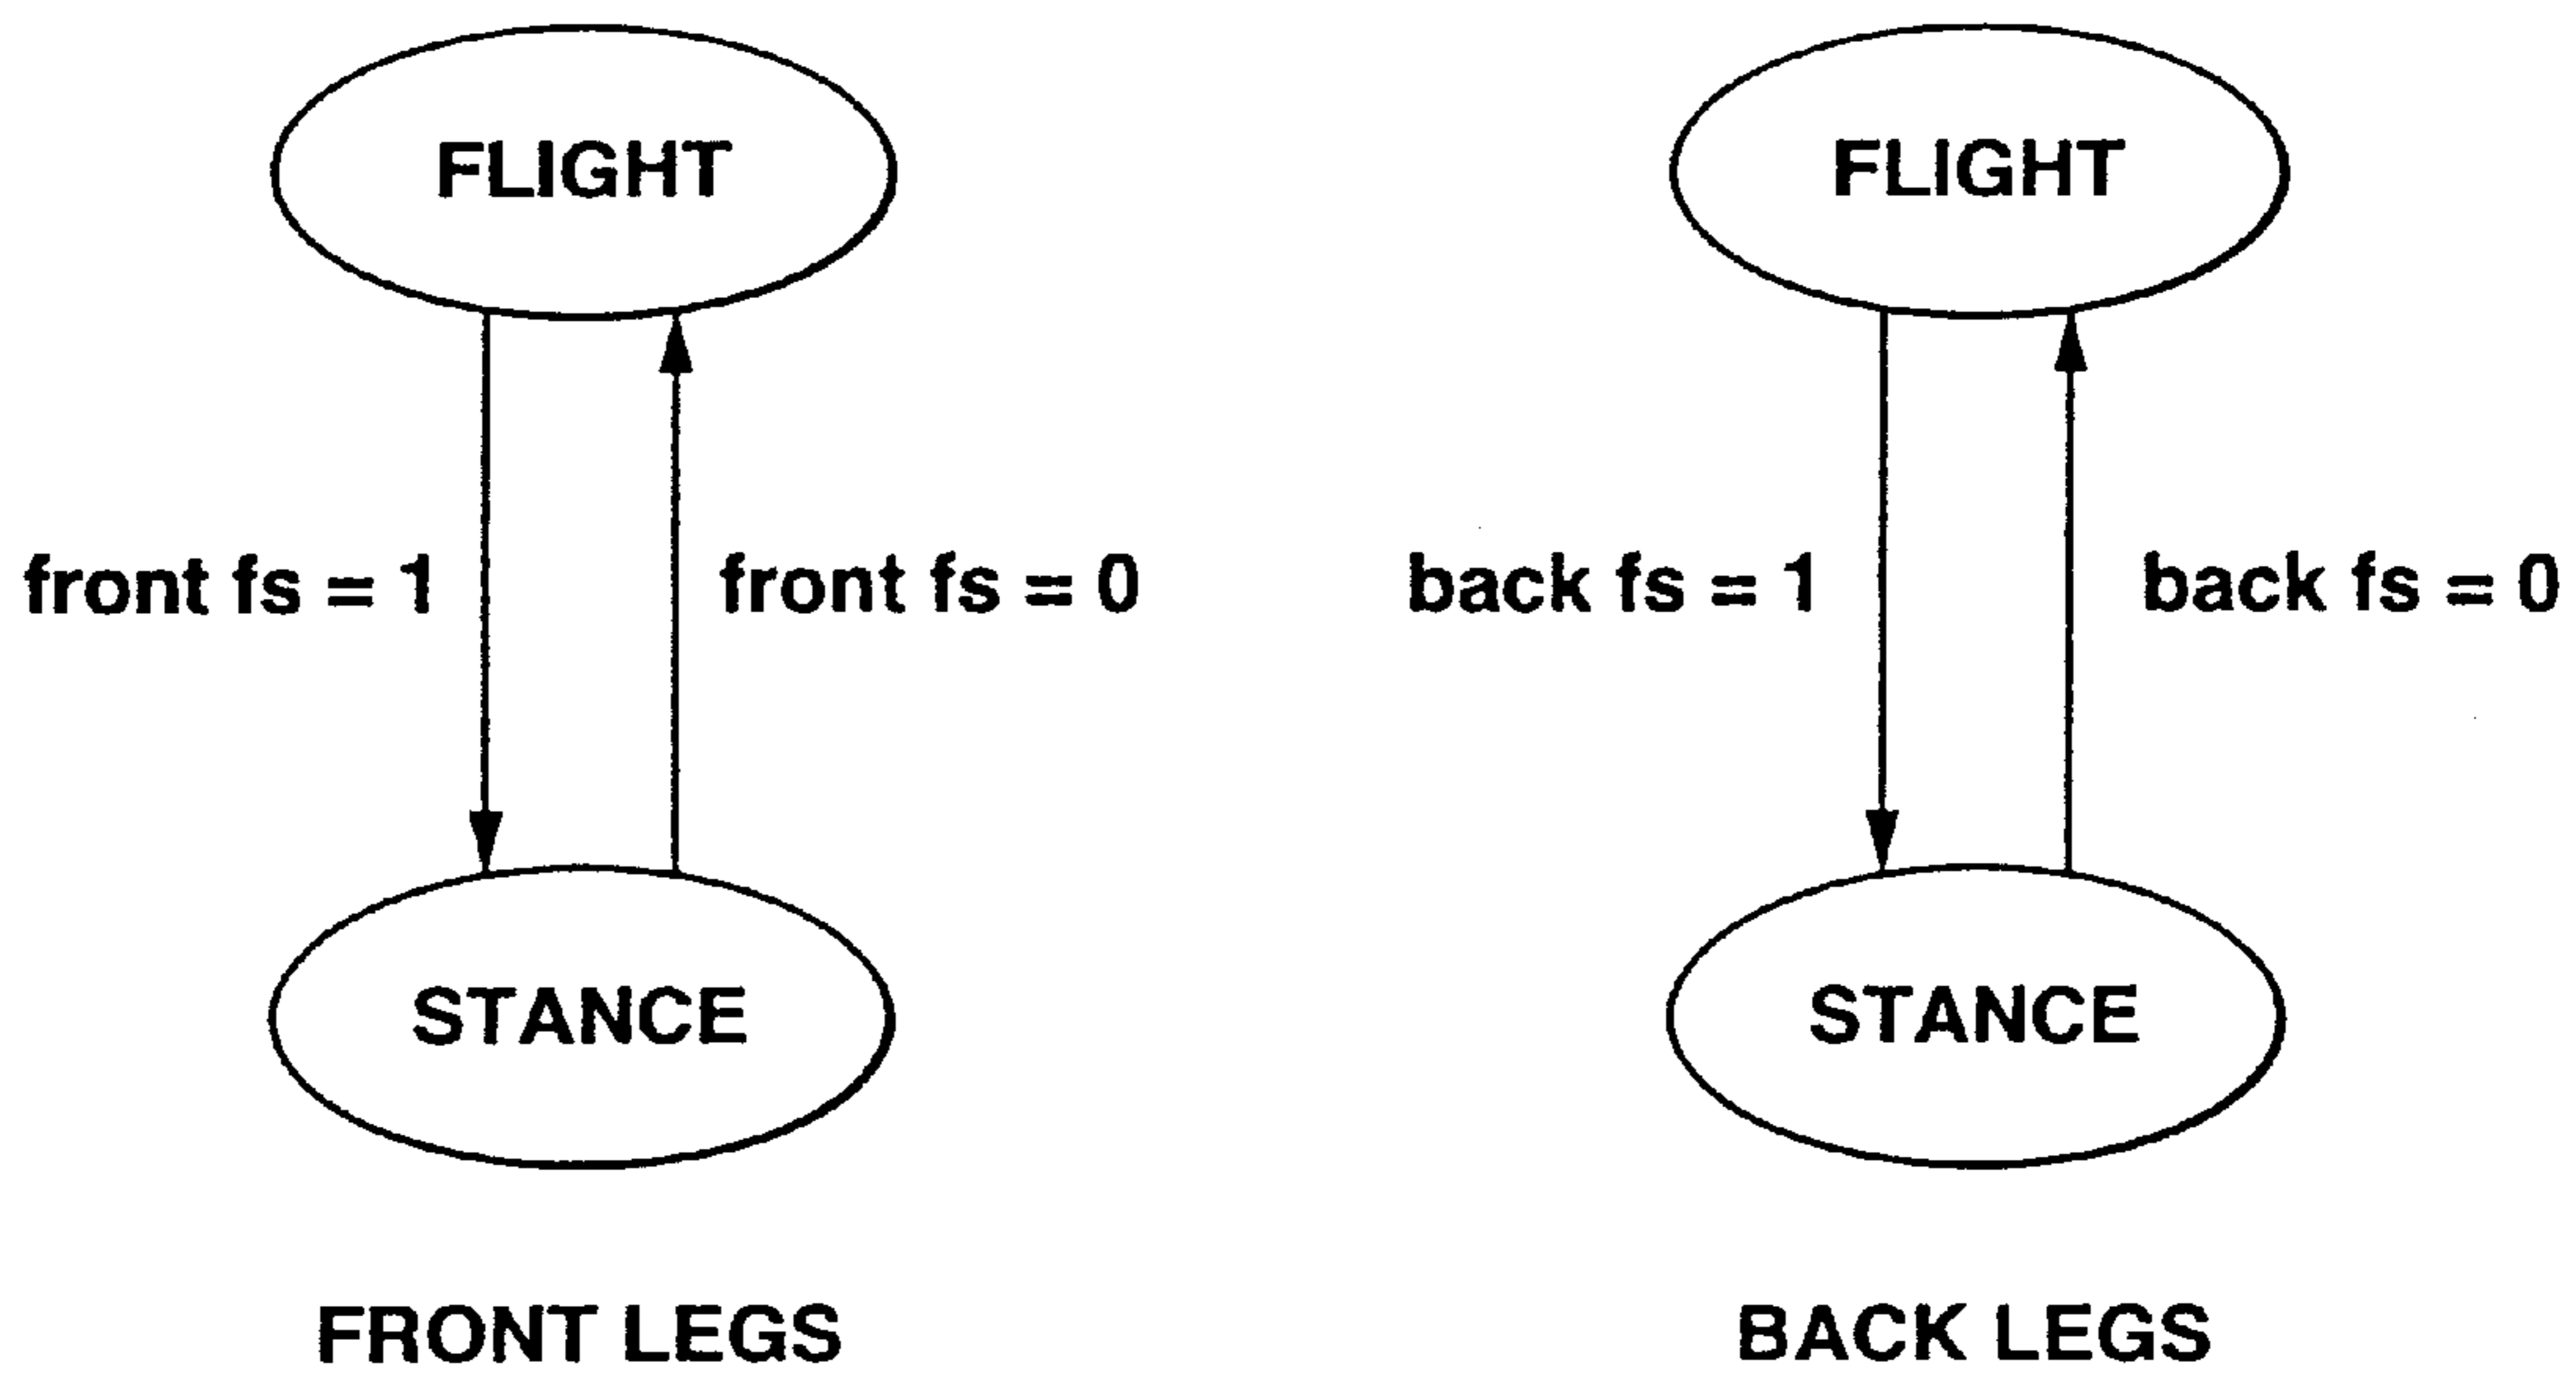 FLIGHT
FLIGHT
front fs = 1
front fs = 0
back fs = 1
back fs = 0
STANCE
STANCE
FRONT LEGS
BACK LEGS